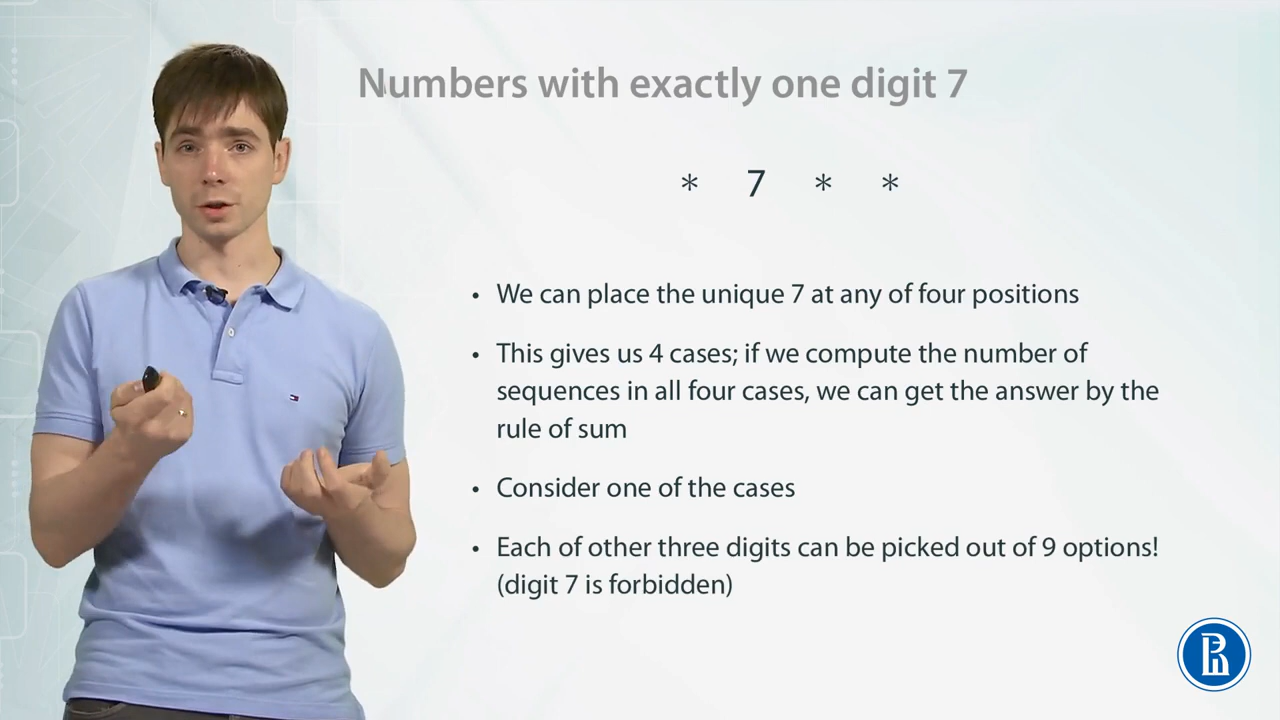 Numbers with exactly one digit 7
* 7 * *
• We can place the unique 7 at any of four positions
• This gives us 4 cases; if we compute the number of
sequences in all four cases, we can get the answer by the
rule of sum
• Consider one of the cases
• Each of other three digits can be picked out of 9 options!
(digit 7 is forbidden)